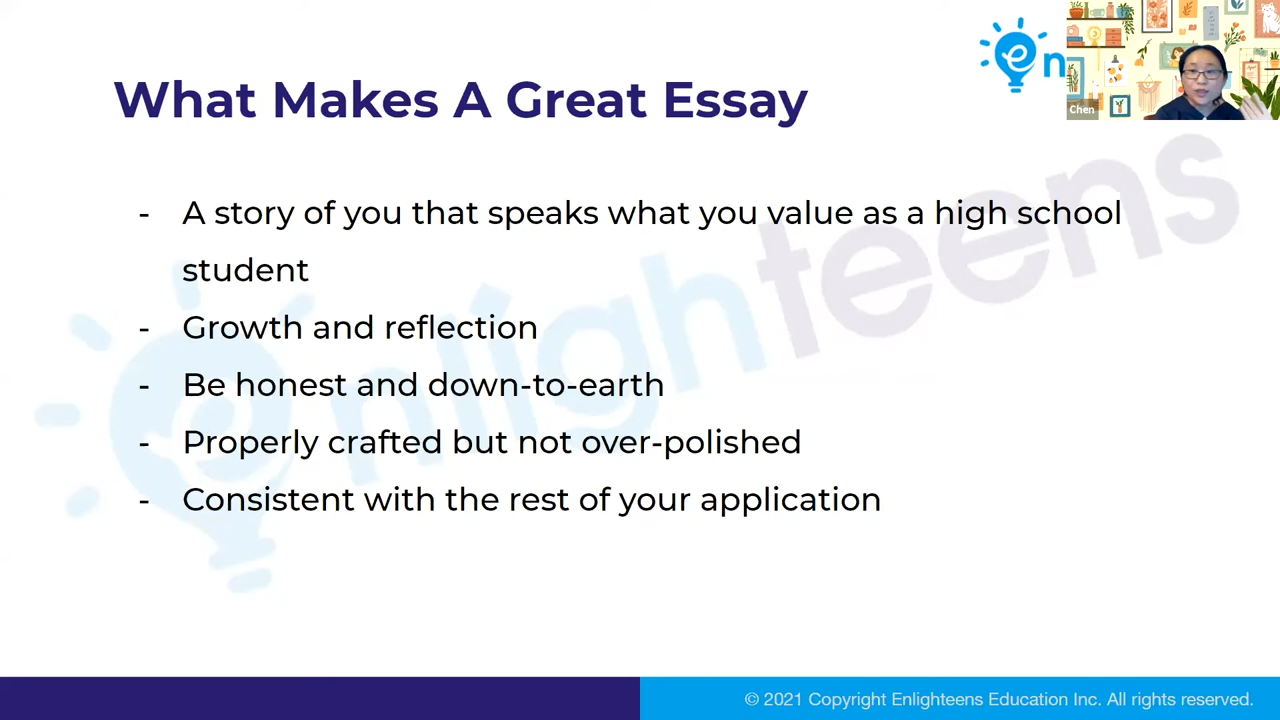 What Makes A Great Essay
en
Chen
- A story of you that speaks what you value as a high school
student
- Growth and reflection
- Be honest and down-to-earth
- Properly crafted but not over-polished
- Consistent with the rest of your application
enlighteens
© 2021 Copyright Enlighteens Education Inc. All rights reserved.